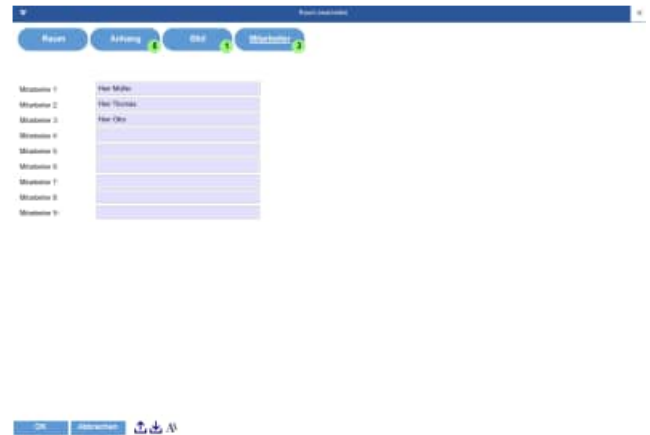 Raum bearbeiten
Raum Anhang 6 Bild 1 Mitarbeiter 3
Mitarbeiter 1: Herr Müller
Mitarbeiter 2: Herr Thomas
Mitarbeiter 3: Herr Otto
Mitarbeiter 4:
Mitarbeiter 5:
Mitarbeiter 6:
Mitarbeiter 7:
Mitarbeiter 8:
Mitarbeiter 9:
OK Abbrechen